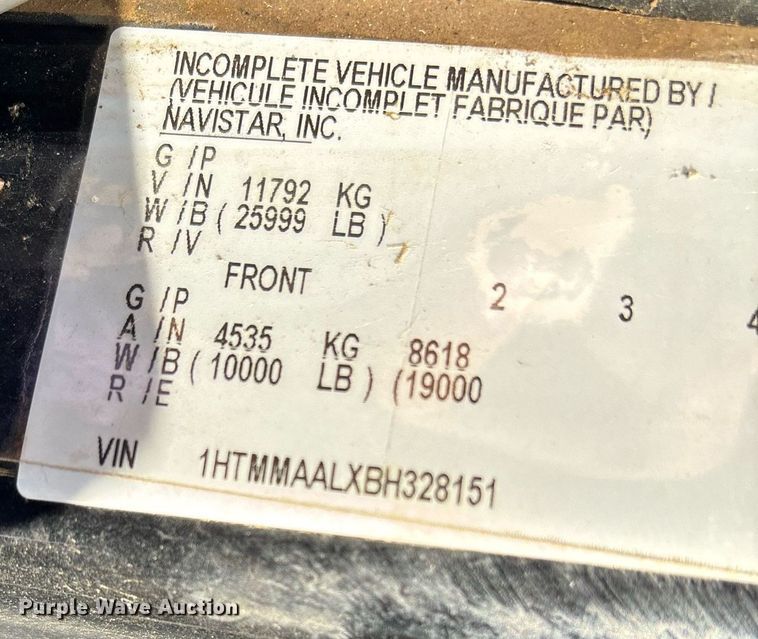 INCOMPLETE VEHICLE MANUFACTURED BY /
(VEHICULE INCOMPLET FABRIQUE PAR)
NAVISTAR, INC.
G /P
V /N 11792 KG
W /B ( 25999 LB )
R /V
FRONT 2 3 4
G /P
A /N 4535 KG 8618
W /B ( 10000 LB ) (19000
R /E
VIN 1HTMMAALXBH328151
Purple Wave Auction